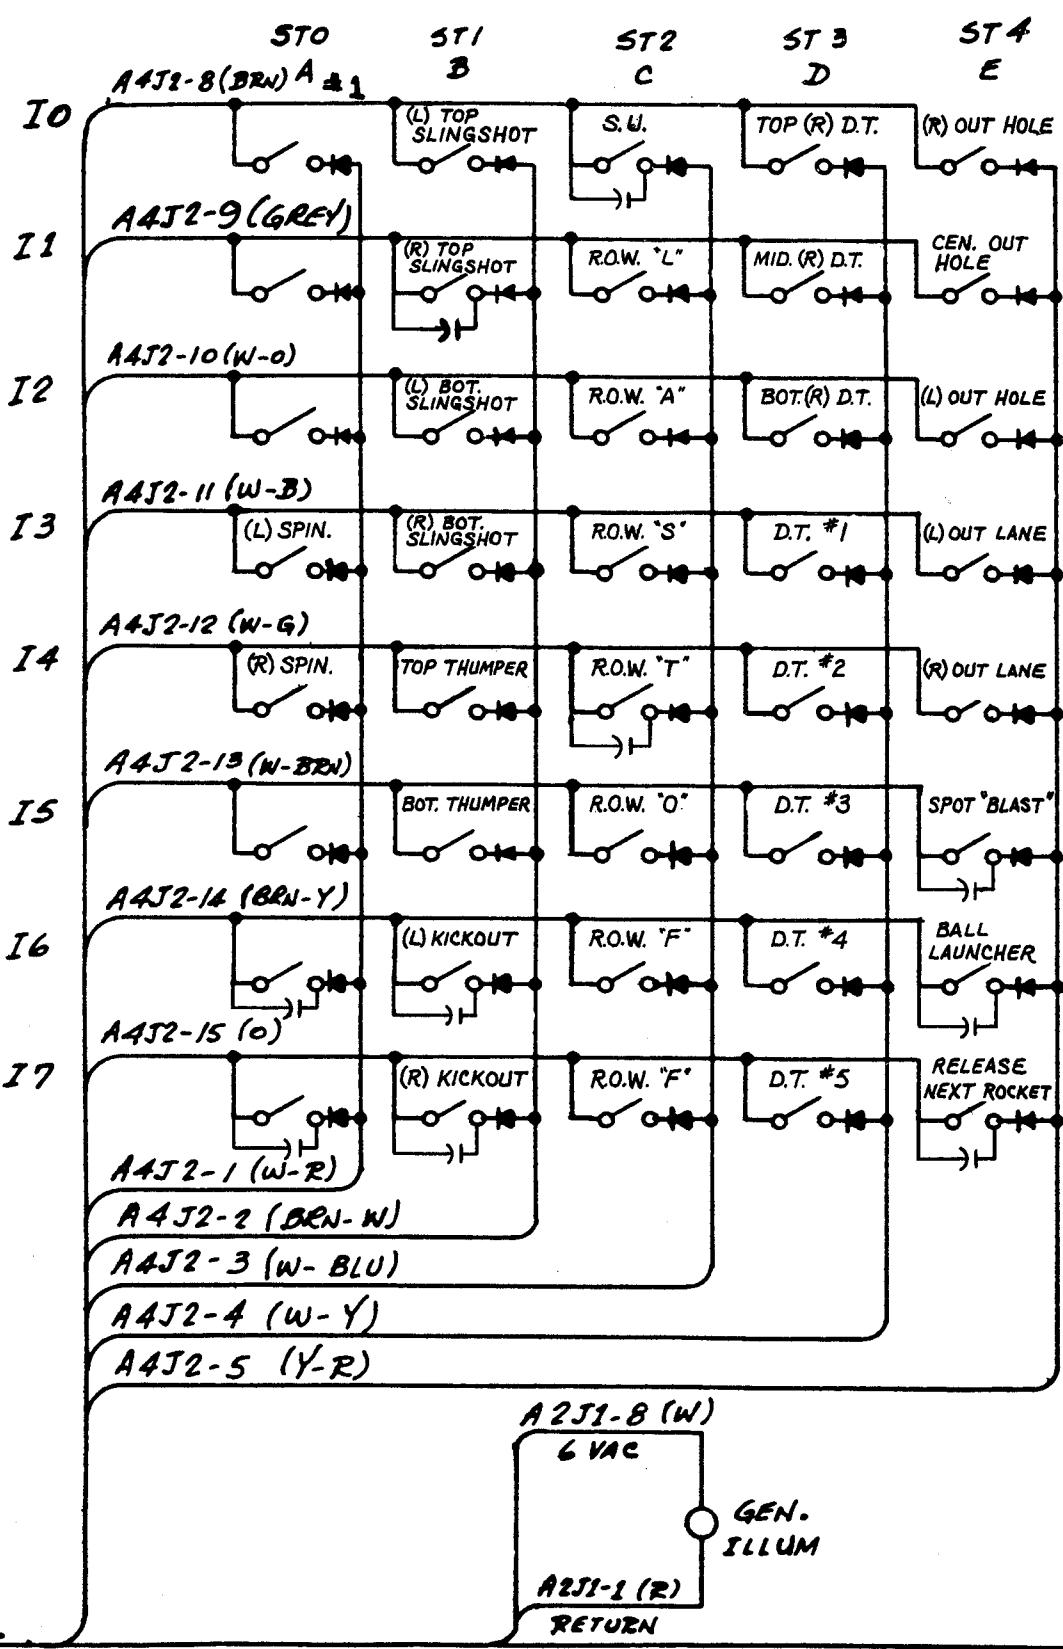 ST0 ST1 ST2 ST3 ST4
A4J2-8 (BRN) A #1 B C D E
I0
(L) TOP SLINGSHOT
S.U.
TOP (R) D.T.
(R) OUT HOLE
A4J2-9 (GREY)
I1
(R) TOP SLINGSHOT
R.O.W. "L"
MID. (R) D.T.
CEN. OUT HOLE
A4J2-10 (W-O)
I2
(L) BOT. SLINGSHOT
R.O.W. "A"
BOT. (R) D.T.
(L) OUT HOLE
A4J2-11 (W-B)
I3
(L) SPIN.
(R) BOT. SLINGSHOT
R.O.W. "S"
D.T. #1
(L) OUT LANE
A4J2-12 (W-G)
I4
(R) SPIN.
TOP THUMPER
R.O.W. "T"
D.T. #2
(R) OUT LANE
A4J2-13 (W-BRN)
I5
BOT. THUMPER
R.O.W. "O"
D.T. #3
SPOT "BLAST"
A4J2-14 (BRN-Y)
I6
(L) KICKOUT
R.O.W. "F"
D.T. #4
BALL LAUNCHER
A4J2-15 (O)
I7
(R) KICKOUT
R.O.W. "F"
D.T. #5
RELEASE NEXT ROCKET
A4J2-1 (W-R)
A4J2-2 (BRN-W)
A4J2-3 (W-BLU)
A4J2-4 (W-Y)
A4J2-5 (Y-R)
A2J1-8 (W)
6 VAC
GEN. ILLUM
A2J1-1 (R)
RETURN